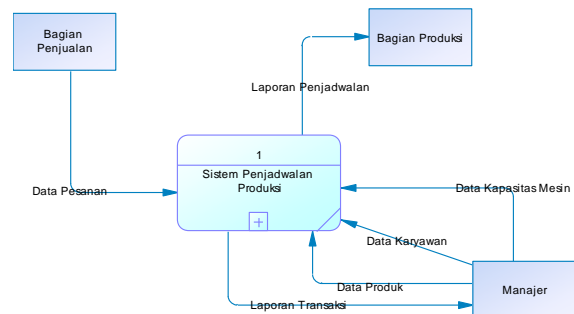 Bagian
Penjualan
Bagian Produksi
Laporan Penjadwalan
1
Sistem Penjadwalan
Produksi
Data Pesanan
Data Kapasitas Mesin
Data Karyawan
Data Produk
Manajer
Laporan Transaksi